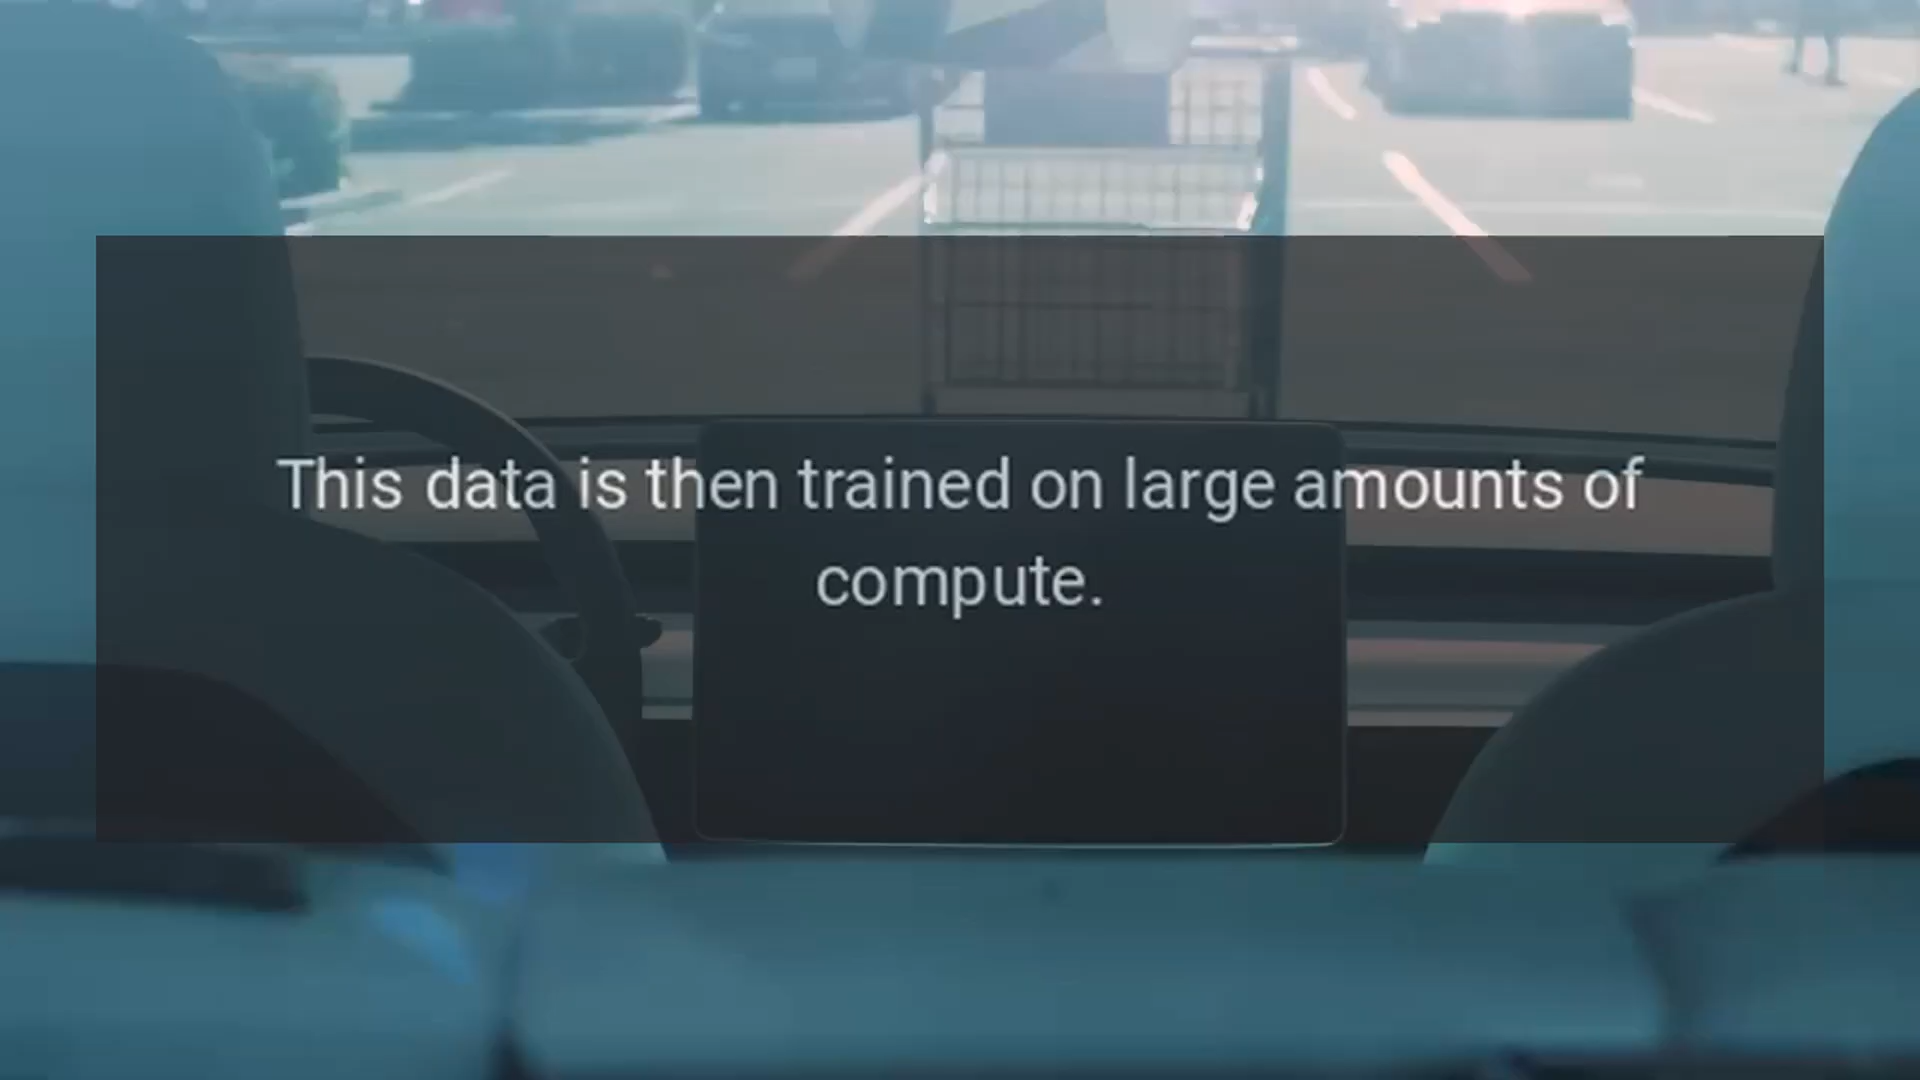 This data is then trained on large amounts of
compute.